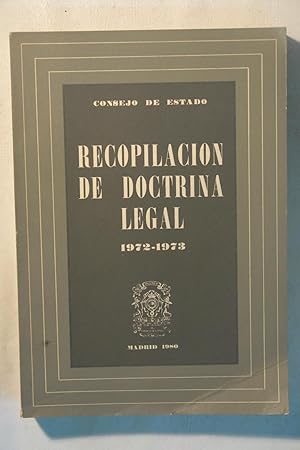 CONSEJO DE ESTADO
RECOPILACION
DE DOCTRINA
LEGAL
1972-1973
MADRID 1980